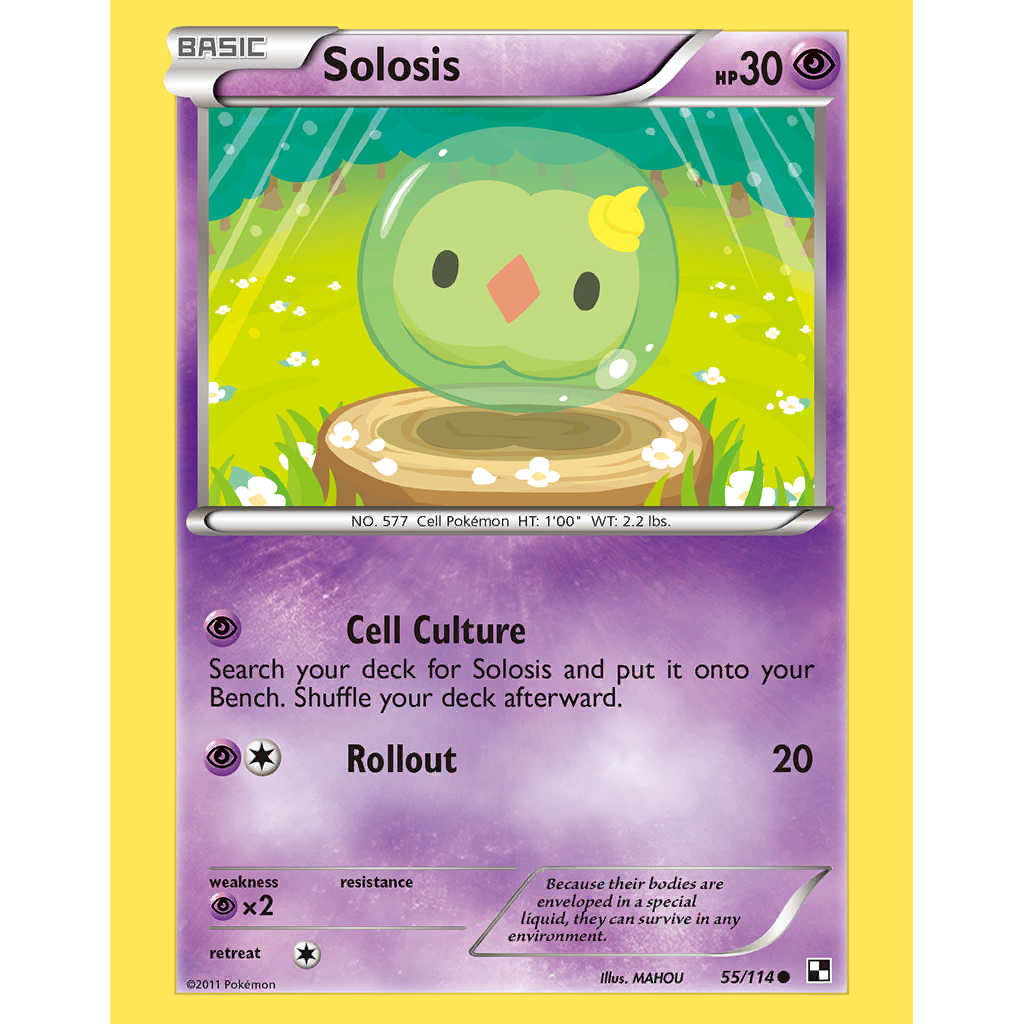 BASIC
Solosis
HP30
NO. 577 Cell Pokémon HT: 1'00" WT: 2.2 lbs.
Cell Culture
Search your deck for Solosis and put it onto your
Bench. Shuffle your deck afterward.
Rollout 20
weakness resistance
×2
retreat
Because their bodies are
enveloped in a special
liquid, they can survive in any
environment.
Illus. MAHOU 55/114
©2011 Pokémon